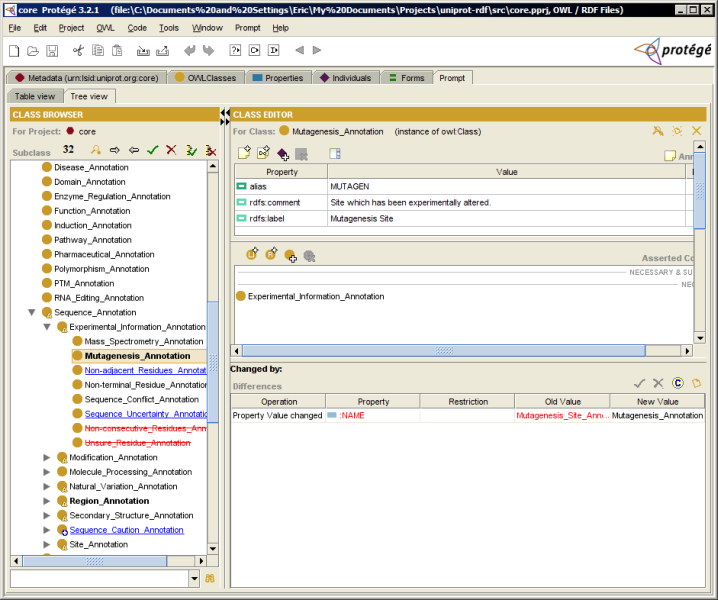 core Protégé 3.2.1 (file:\C:\Documents%20and%20Settings\Eric\My%20Documents\Projects\uniprot-rdf\src\core.pprj, OWL / RDF Files)
File Edit Project OWL Code Tools Window Prompt Help
protégé
Metadata (urn:lsid:uniprot.org:core) OWLClasses Properties Individuals Forms Prompt
Table view Tree view
CLASS BROWSER
For Project: core
Subclass 32
Disease_Annotation
Domain_Annotation
Enzyme_Regulation_Annotation
Function_Annotation
Induction_Annotation
Pathway_Annotation
Pharmaceutical_Annotation
Polymorphism_Annotation
PTM_Annotation
RNA_Editing_Annotation
Sequence_Annotation
Experimental_Information_Annotation
Mass_Spectrometry_Annotation
Mutagenesis_Annotation
Non-adjacent_Residues_Annotat
Non-terminal_Residue_Annotation
Sequence_Conflict_Annotation
Sequence_Uncertainty_Annotatio
Non-consecutive_Residues_Ann
Unsure_Residue_Annotation
Modification_Annotation
Molecule_Processing_Annotation
Natural_Variation_Annotation
Region_Annotation
Secondary_Structure_Annotation
Sequence_Caution_Annotation
Site_Annotation
CLASS EDITOR
For Class: Mutagenesis_Annotation (instance of owl:Class)
Ann
Property Value
alias MUTAGEN
rdfs:comment Site which has been experimentally altered.
rdfs:label Mutagenesis Site
Asserted Co
NECESSARY & SU
NE
Experimental_Information_Annotation
Changed by:
Differences
Operation Property Restriction Old Value New Value
Property Value changed :NAME Mutagenesis_Site_Ann... Mutagenesis_Annotation